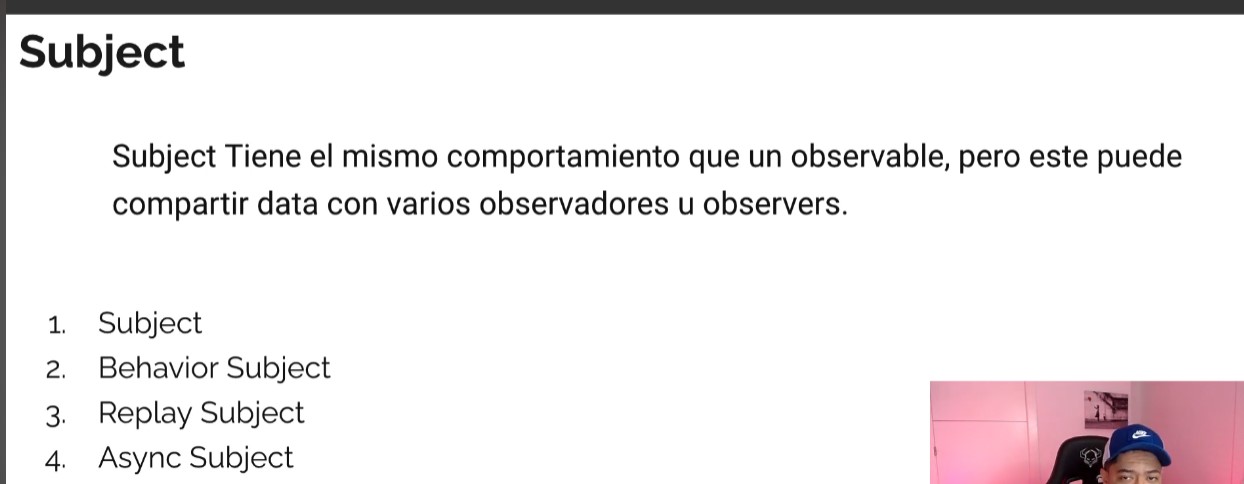 Subject
Subject Tiene el mismo comportamiento que un observable, pero este puede
compartir data con varios observadores u observers.
1. Subject
2. Behavior Subject
3. Replay Subject
4. Async Subject